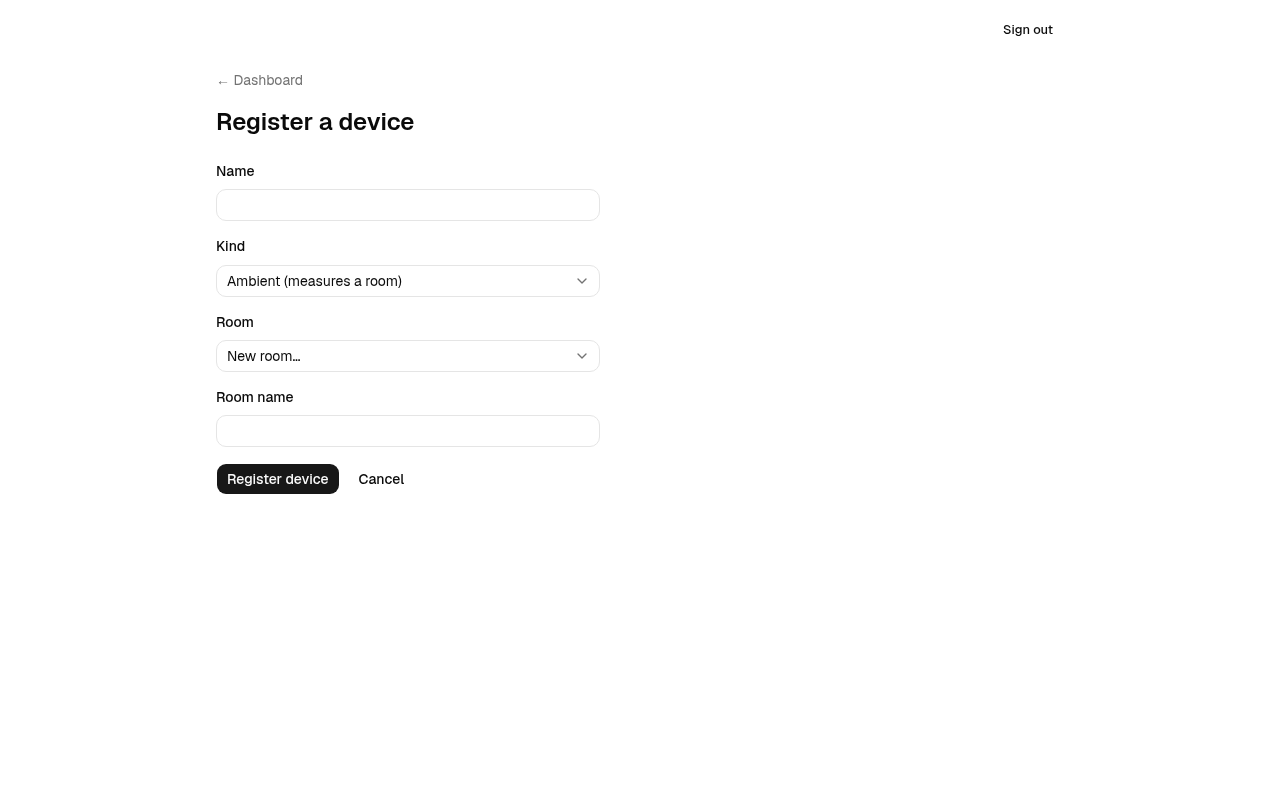 Sign out
← Dashboard
Register a device
Name
Kind
Ambient (measures a room)
Room
New room…
Room name
Register device
Cancel